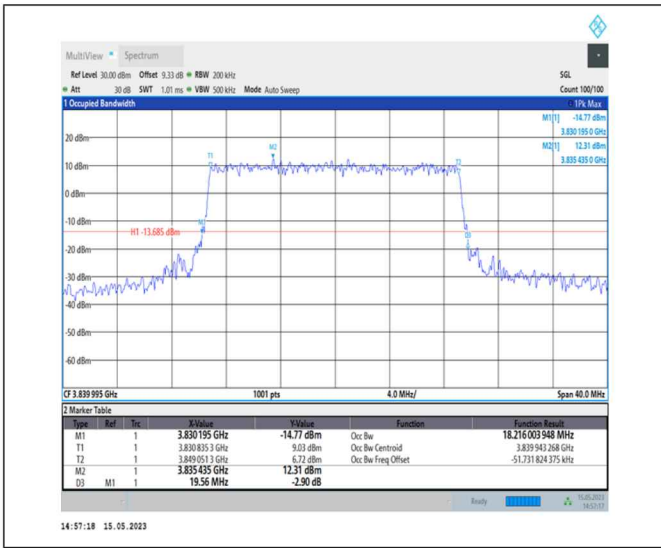 MultiView Spectrum
Ref Level 30.00 dBm Offset 9.33 dB RBW 200 kHz SGL
Att 30 dB SWT 1.01 ms VBW 500 kHz Mode Auto Sweep Count 100/100
1 Occupied Bandwidth 1Pk Max
M1[1] -14.77 dBm
3.830 195 0 GHz
M2[1] 12.31 dBm
3.835 435 0 GHz
20 dBm
M2
T1
T2
10 dBm
0 dBm
-10 dBm
M1
H1 -13.685 dBm
D3
-20 dBm
-30 dBm
-40 dBm
-50 dBm
-60 dBm
CF 3.839 995 GHz 1001 pts 4.0 MHz/ Span 40.0 MHz
2 Marker Table
Type Ref Trc X-Value Y-Value Function Function Result
M1 1 3.830 195 GHz -14.77 dBm Occ Bw 18.216 003 948 MHz
T1 1 3.830 835 3 GHz 9.03 dBm Occ Bw Centroid 3.839 943 268 GHz
T2 1 3.849 051 3 GHz 6.72 dBm Occ Bw Freq Offset -51.731 824 375 kHz
M2 1 3.835 435 GHz 12.31 dBm
D3 M1 1 19.56 MHz -2.90 dB
Ready 15.05.2023
14:57:17
14:57:18 15.05.2023